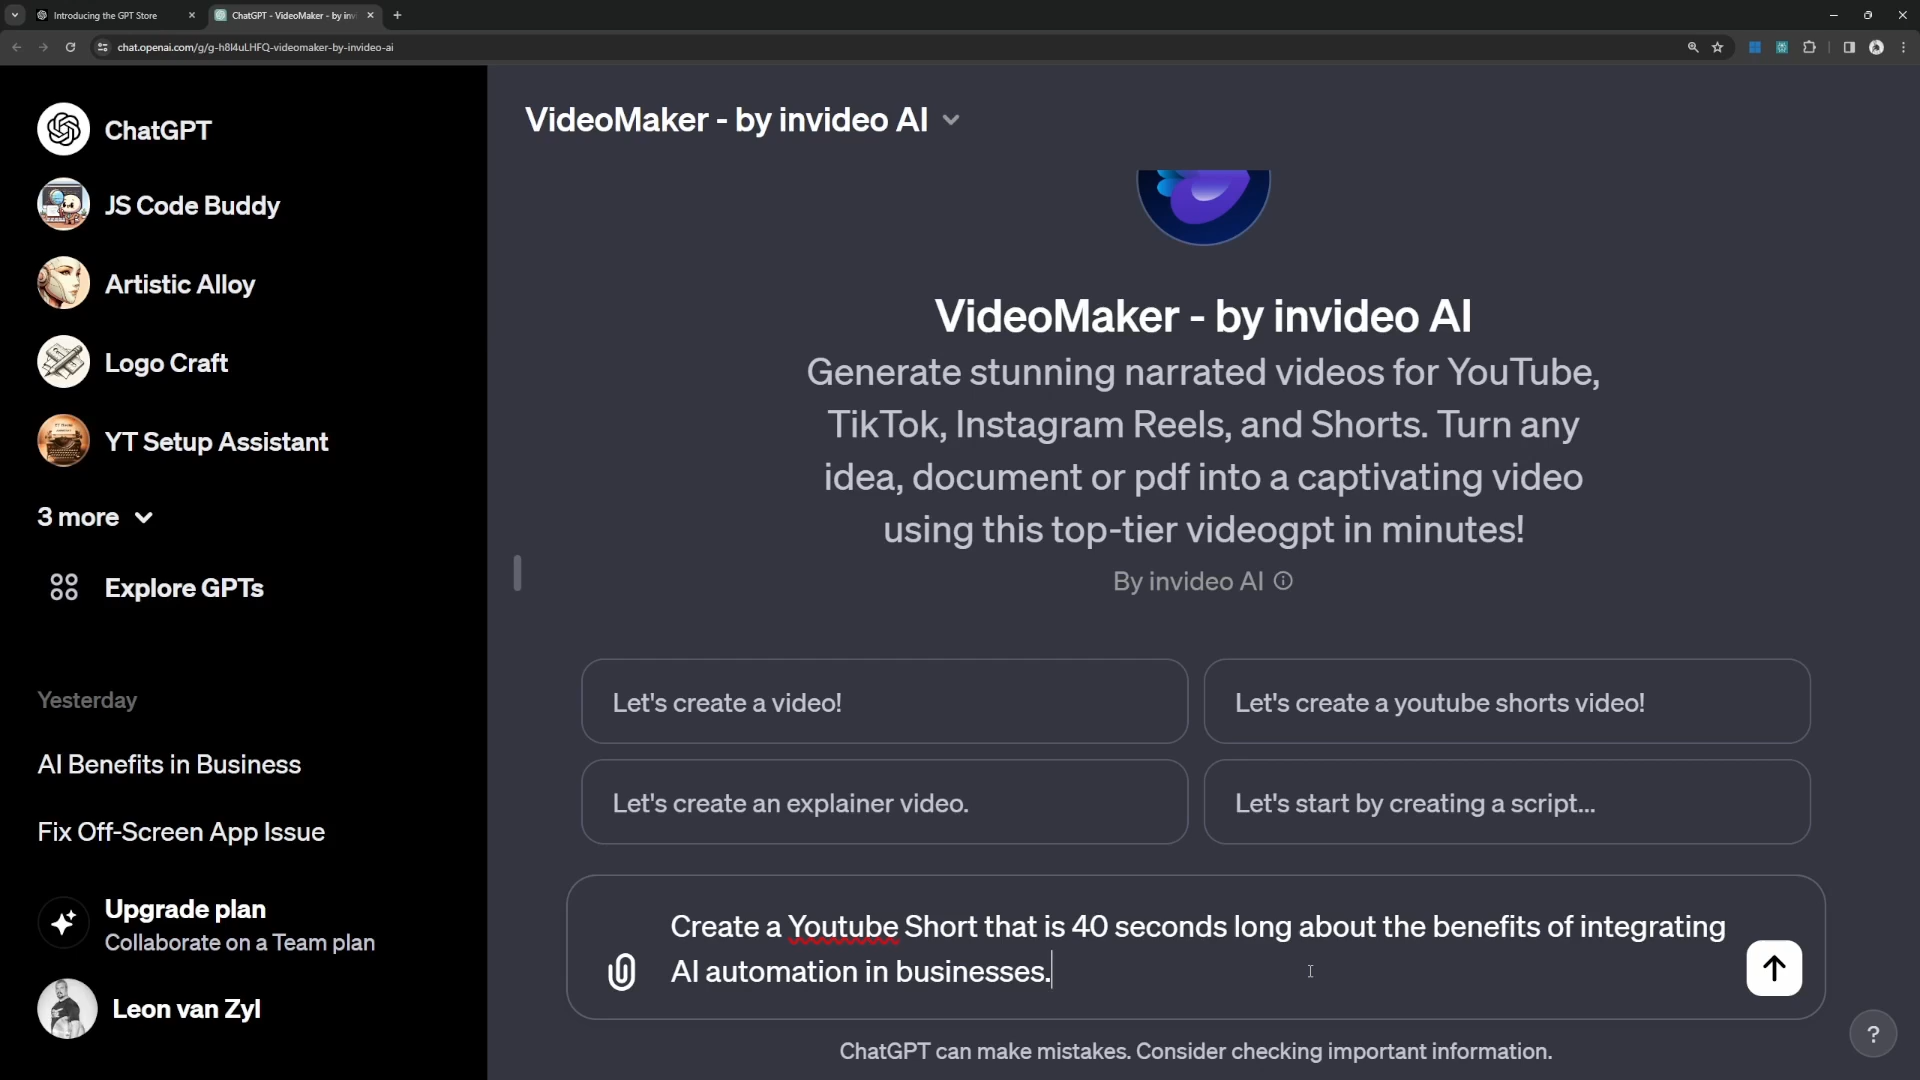 Introducing the GPT Store
ChatGPT - VideoMaker - by inv
chat.openai.com/g/g-h8l4uLHFQ-videomaker-by-invideo-ai
ChatGPT
JS Code Buddy
Artistic Alloy
Logo Craft
YT Setup Assistant
3 more
Explore GPTs
Yesterday
AI Benefits in Business
Fix Off-Screen App Issue
Upgrade plan
Collaborate on a Team plan
Leon van Zyl
VideoMaker - by invideo AI
VideoMaker - by invideo AI
Generate stunning narrated videos for YouTube,
TikTok, Instagram Reels, and Shorts. Turn any
idea, document or pdf into a captivating video
using this top-tier videogpt in minutes!
By invideo AI
Let's create a video!
Let's create a youtube shorts video!
Let's create an explainer video.
Let's start by creating a script...
Create a Youtube Short that is 40 seconds long about the benefits of integrating
AI automation in businesses.
ChatGPT can make mistakes. Consider checking important information.
?